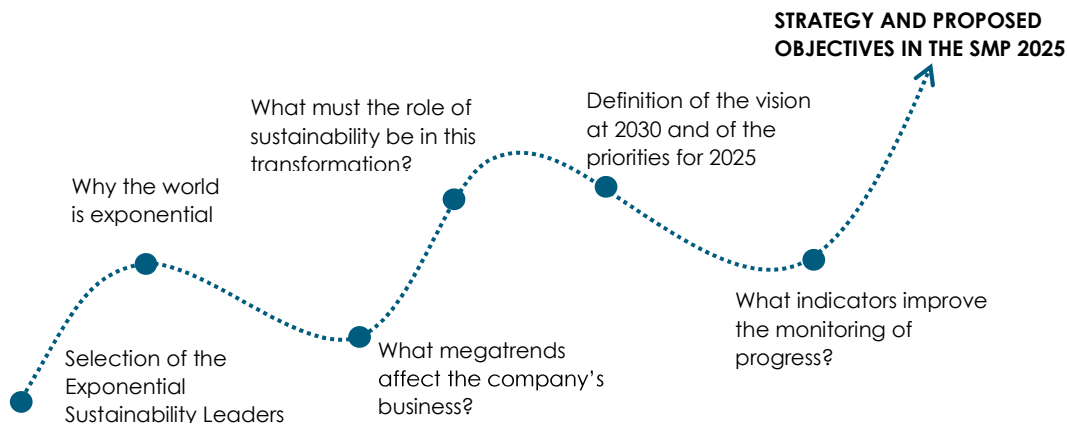 STRATEGY AND PROPOSED
OBJECTIVES IN THE SMP 2025
What must the role of
sustainability be in this
transformation?
Definition of the vision
at 2030 and of the
priorities for 2025
Why the world
is exponential
What indicators improve
the monitoring of
progress?
Selection of the
Exponential
Sustainability Leaders
What megatrends
affect the company's
business?